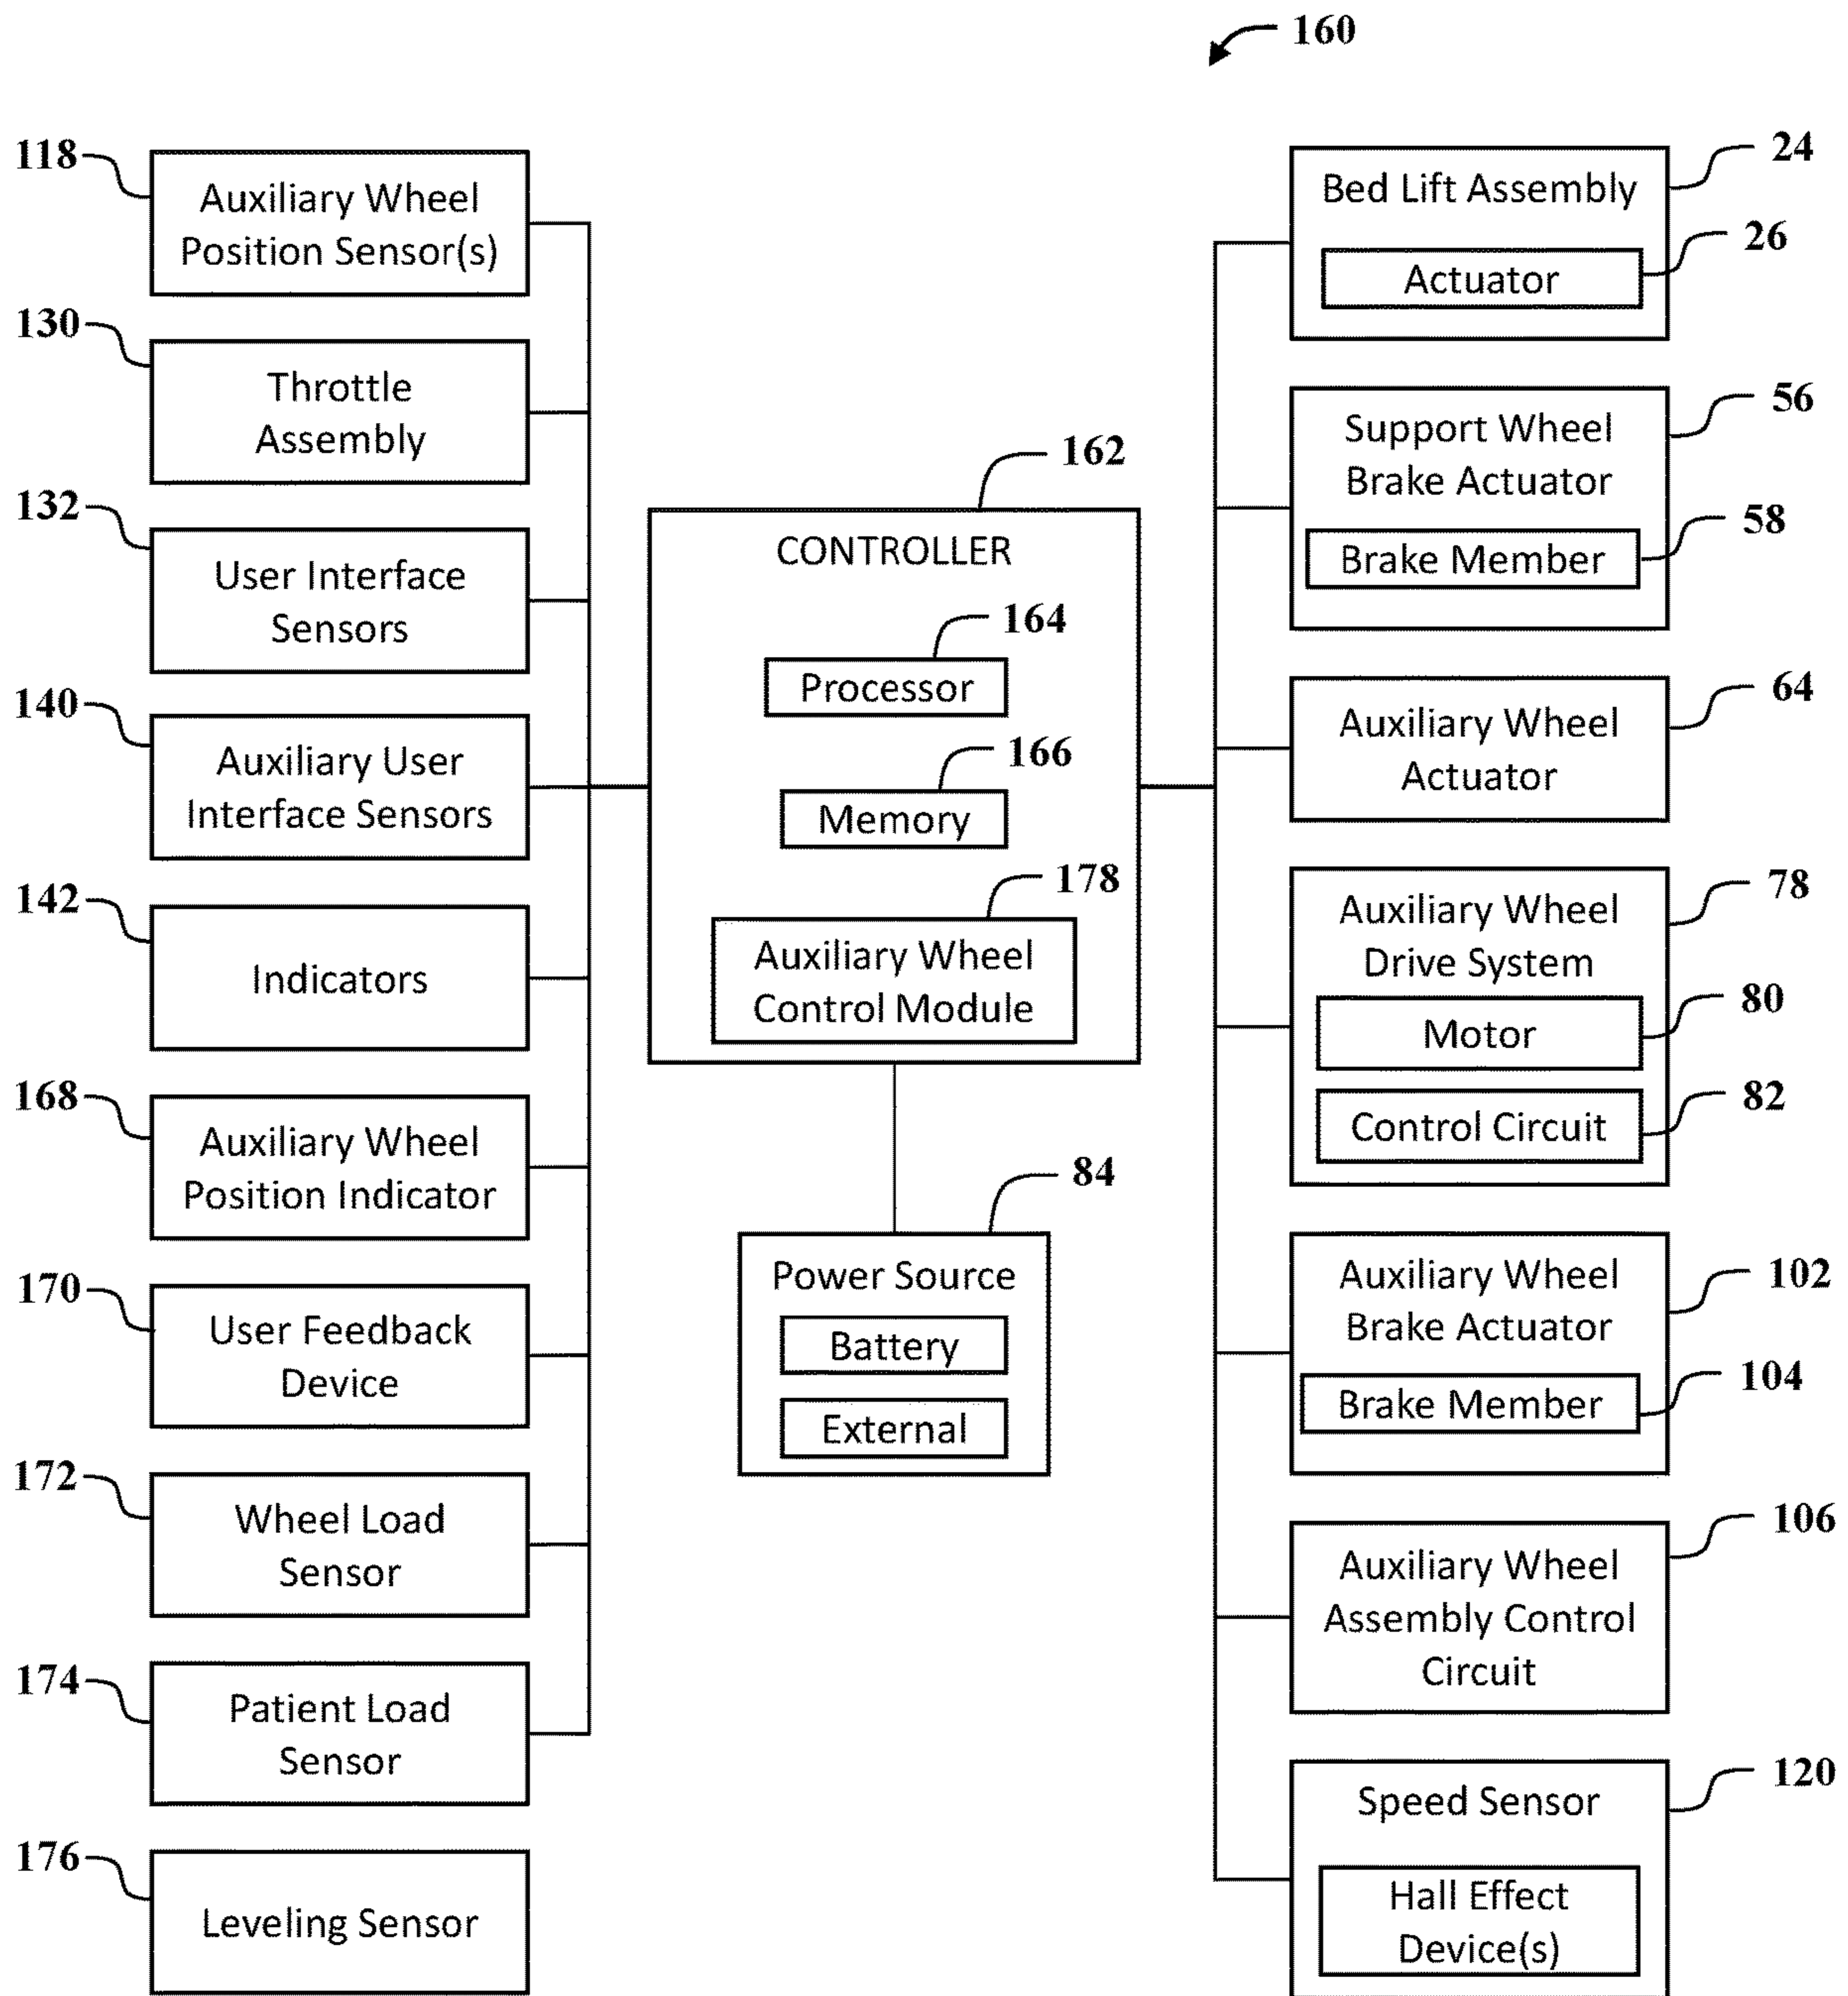 160
118
Auxiliary Wheel
Position Sensor(s)
130
Throttle
Assembly
132
User Interface
Sensors
140
Auxiliary User
Interface Sensors
142
Indicators
168
Auxiliary Wheel
Position Indicator
170
User Feedback
Device
172
Wheel Load
Sensor
174
Patient Load
Sensor
176
Leveling Sensor
162
CONTROLLER
164
Processor
166
Memory
178
Auxiliary Wheel
Control Module
84
Power Source
Battery
External
24
Bed Lift Assembly
26
Actuator
56
Support Wheel
Brake Actuator
58
Brake Member
64
Auxiliary Wheel
Actuator
78
Auxiliary Wheel
Drive System
80
Motor
82
Control Circuit
102
Auxiliary Wheel
Brake Actuator
104
Brake Member
106
Auxiliary Wheel
Assembly Control
Circuit
120
Speed Sensor
Hall Effect
Device(s)